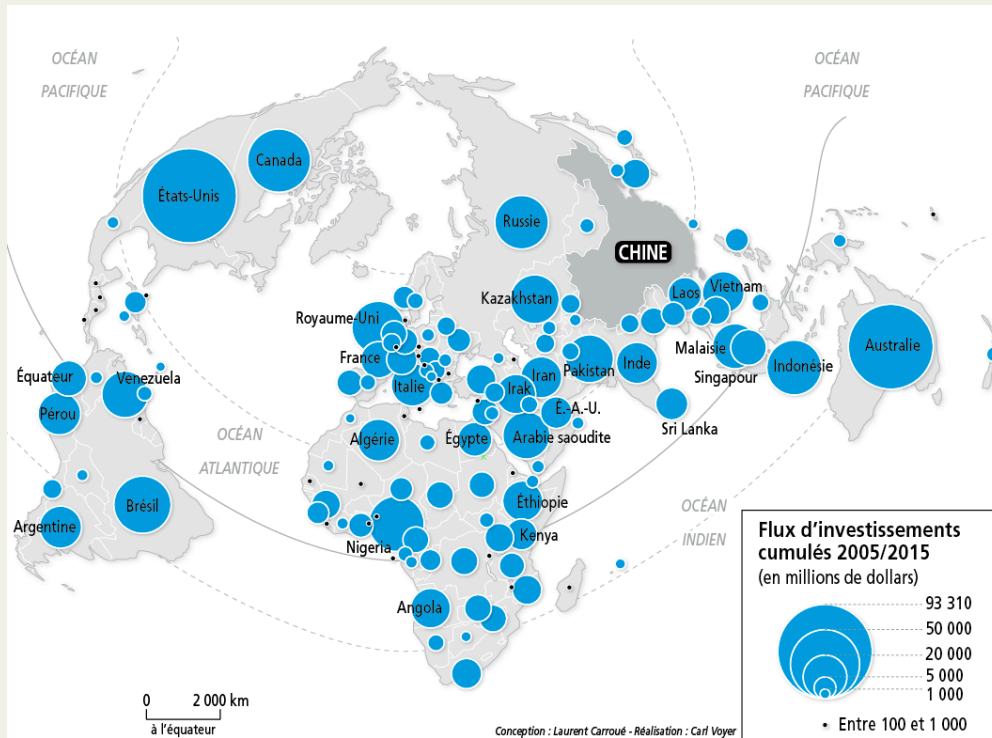 OCÉAN
PACIFIQUE
OCÉAN
PACIFIQUE
Canada
États-Unis
Russie
CHINE
Kazakhstan
Laos
Vietnam
Royaume-Uni
France
Italie
Iran
Pakistan
Inde
Malaisie
Singapour
Indonésie
Australie
Équateur
Venezuela
Pérou
Irak
É.-A.-U.
Sri Lanka
OCÉAN
ATLANTIQUE
Algérie
Égypte
Arabie saoudite
Brésil
Argentine
Nigeria
Éthiopie
Kenya
OCÉAN
INDIEN
Angola
Flux d’investissements
cumulés 2005/2015
(en millions de dollars)
93 310
50 000
20 000
5 000
1 000
• Entre 100 et 1 000
0 2 000 km
à l’équateur
Conception : Laurent Carroué - Réalisation : Carl Voyer